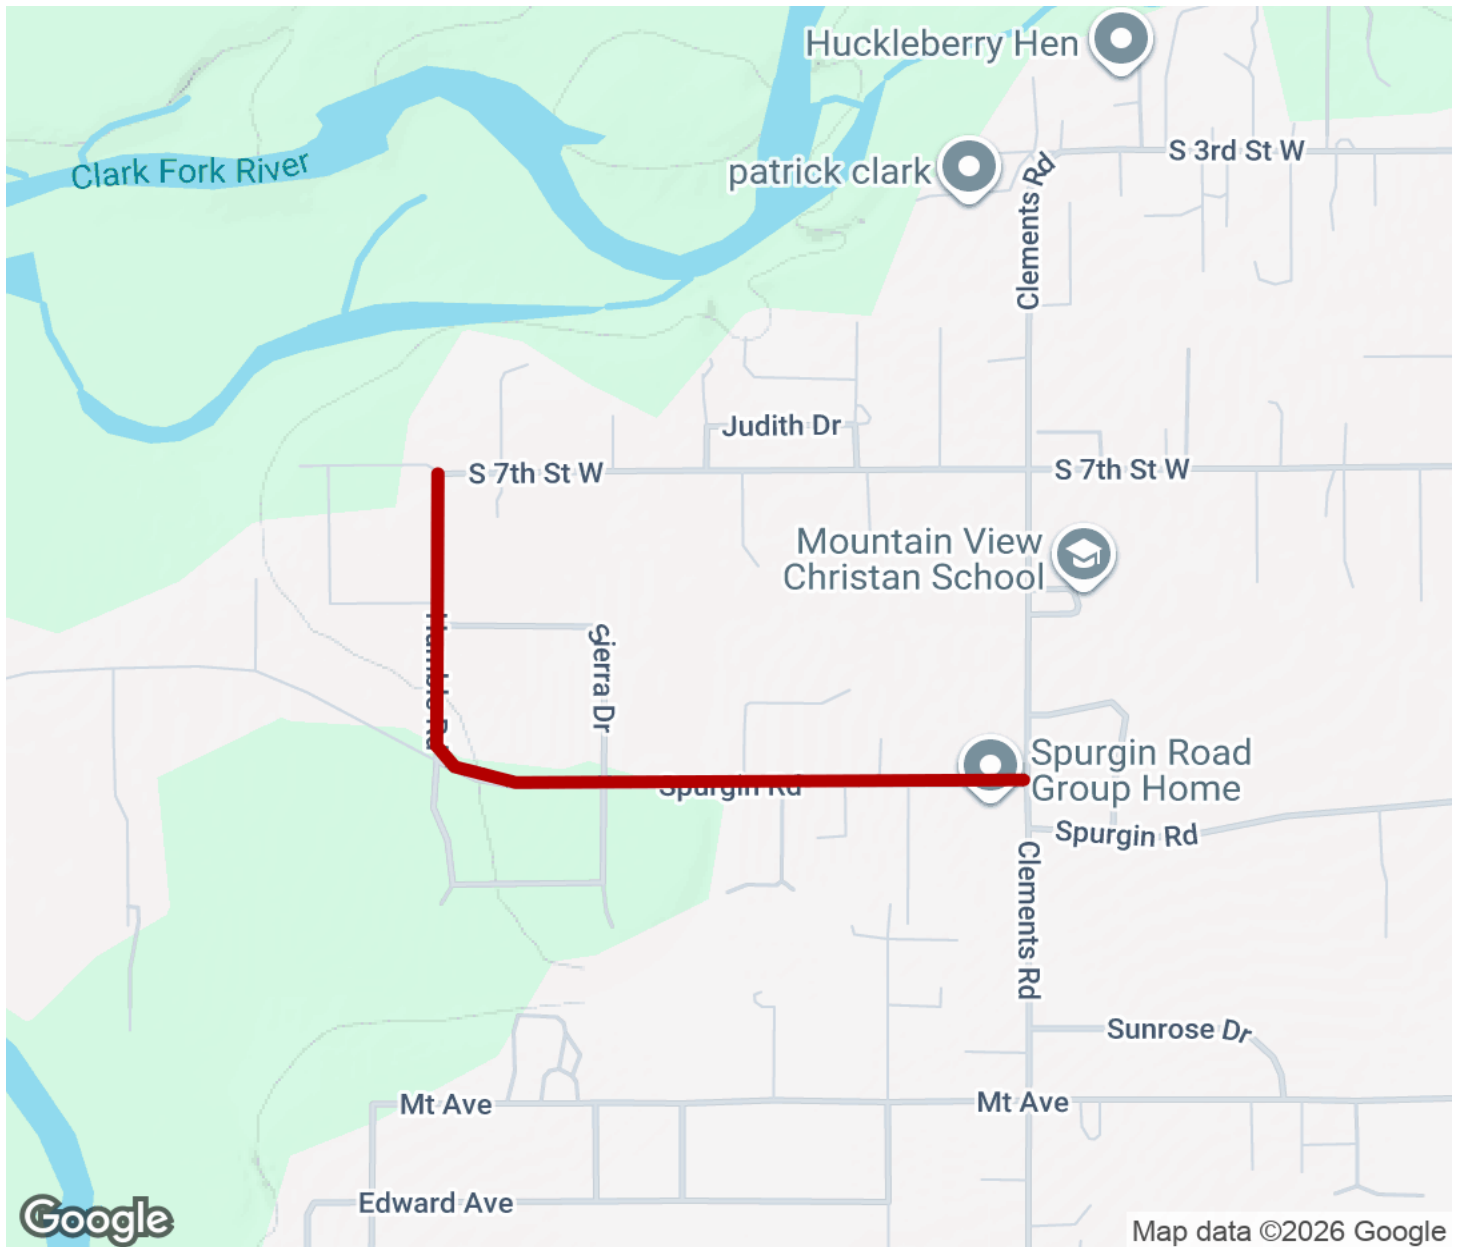 Huckleberry Hen
S 3rd St W
patrick clark
Clark Fork River
Clements Rd
Judith Dr
S 7th St W
S 7th St W
Mountain View
Christan School
Sierra Dr
Spurgin Road
Group Home
Spurgin Rd
Spurgin Rd
Clements Rd
Sunrose Dr
Mt Ave
Mt Ave
Edward Ave
Google
Map data ©2026 Google